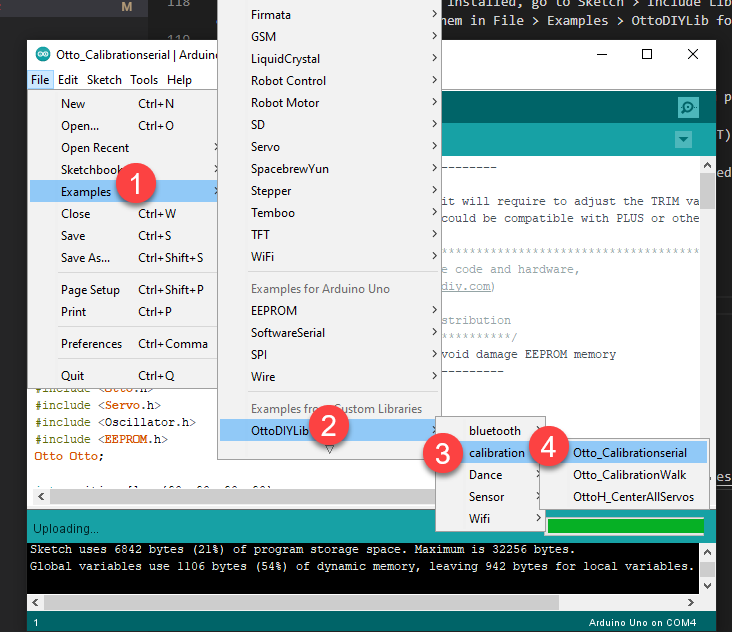 M
118
119
installed, go to Sketch > Include Lib
em in File > Examples > OttoDIYLib fo
Otto_Calibrationserial | Arduin
File Edit Sketch Tools Help
New Ctrl+N
Open... Ctrl+O
Open Recent
Sketchbook
Examples
Close Ctrl+W
Save Ctrl+S
Save As... Ctrl+Shift+S
Page Setup Ctrl+Shift+P
Print Ctrl+P
Preferences Ctrl+Comma
Quit Ctrl+Q
1
Firmata
GSM
LiquidCrystal
Robot Control
Robot Motor
SD
Servo
SpacebrewYun
Stepper
Temboo
TFT
WiFi
Examples for Arduino Uno
EEPROM
SoftwareSerial
SPI
Wire
Examples from Custom Libraries
OttoDIYLib
2
bluetooth
calibration
Dance
Sensor
Wifi
3
Otto_Calibrationserial
Otto_CalibrationWalk
OttoH_CenterAllServos
4
p
T)
ed
es
---------
it will require to adjust the TRIM va
could be compatible with PLUS or othe
**************************************
e code and hardware,
diy.com)
stribution
**********/
void damage EEPROM memory
---------
#include <Otto.h>
#include <Servo.h>
#include <Oscillator.h>
#include <EEPROM.h>
Otto Otto;
Uploading...
Sketch uses 6842 bytes (21%) of program storage space. Maximum is 32256 bytes.
Global variables use 1106 bytes (54%) of dynamic memory, leaving 942 bytes for local variables.
1 Arduino Uno on COM4